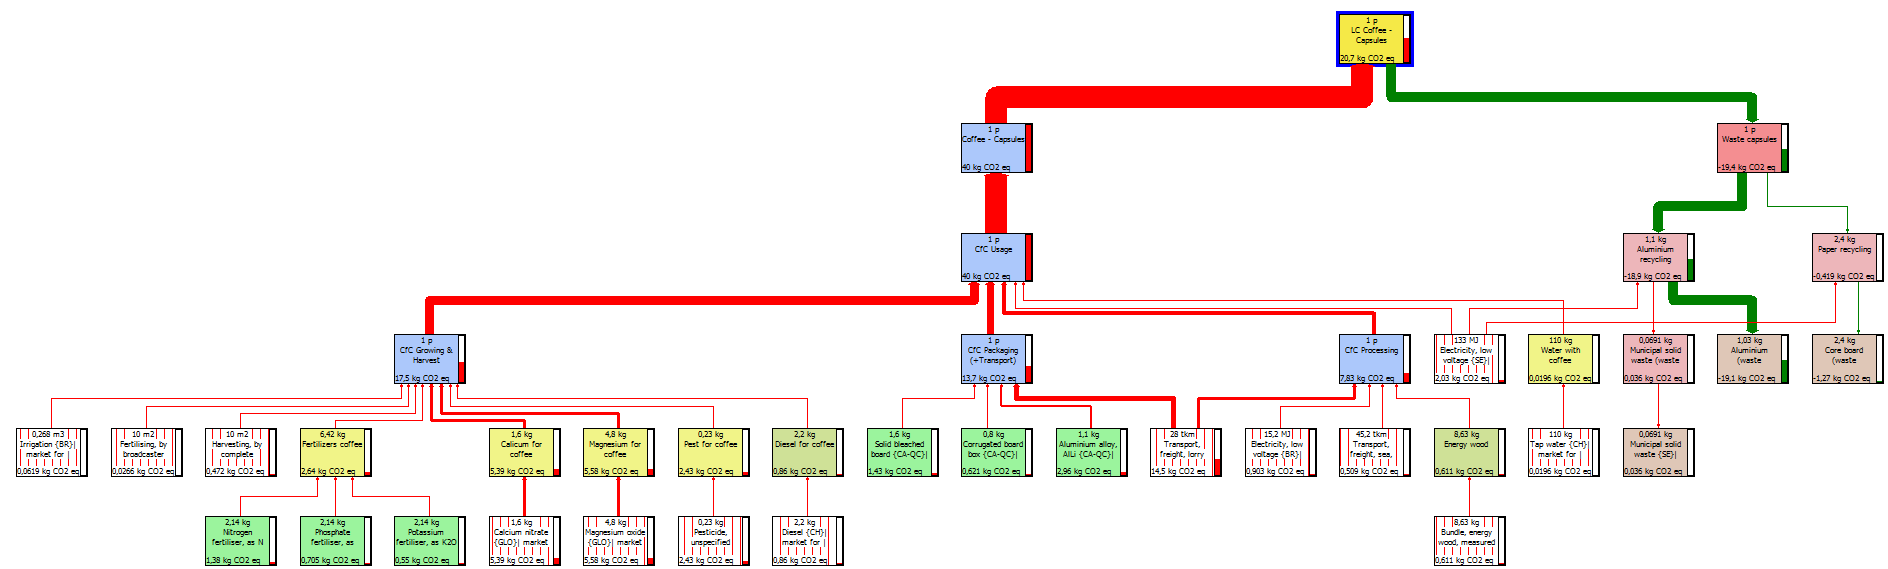 1 p
LC Coffee -
Capsules
20,7 kg CO2 eq
1 p
Coffee - Capsules
40 kg CO2 eq
1 p
Waste capsules
-19,4 kg CO2 eq
1 p
CfC Usage
40 kg CO2 eq
1,1 kg
Aluminium
recycling
-18,9 kg CO2 eq
2,4 kg
Paper recycling
-0,419 kg CO2 eq
1 p
CfC Growing &
Harvest
17,5 kg CO2 eq
1 p
CfC Packaging
(+Transport)
13,7 kg CO2 eq
1 p
CfC Processing
7,83 kg CO2 eq
133 MJ
Electricity, low
voltage {SE}|
2,03 kg CO2 eq
110 kg
Water with
coffee
0,0196 kg CO2 eq
0,0691 kg
Municipal solid
waste (waste
0,036 kg CO2 eq
1,03 kg
Aluminium
(waste
-19,1 kg CO2 eq
2,4 kg
Core board
(waste
-1,27 kg CO2 eq
0,268 m3
Irrigation {BR}|
market for |
0,0619 kg CO2 eq
10 m2
Fertilising, by
broadcaster
0,0266 kg CO2 eq
10 m2
Harvesting, by
complete
0,472 kg CO2 eq
6,42 kg
Fertilizers coffee
2,64 kg CO2 eq
1,6 kg
Calicum for
coffee
5,39 kg CO2 eq
4,8 kg
Magnesium for
coffee
5,58 kg CO2 eq
0,23 kg
Pest for coffee
2,43 kg CO2 eq
2,2 kg
Diesel for coffee
0,86 kg CO2 eq
1,6 kg
Solid bleached
board {CA-QC}|
1,43 kg CO2 eq
0,8 kg
Corrugated board
box {CA-QC}|
0,621 kg CO2 eq
1,1 kg
Aluminium alloy,
AlLi {CA-QC}|
2,96 kg CO2 eq
28 tkm
Transport,
freight, lorry
14,5 kg CO2 eq
15,2 MJ
Electricity, low
voltage {BR}|
0,903 kg CO2 eq
45,2 tkm
Transport,
freight, sea,
0,509 kg CO2 eq
8,63 kg
Energy wood
0,611 kg CO2 eq
110 kg
Tap water {CH}|
market for |
0,0196 kg CO2 eq
0,0691 kg
Municipal solid
waste {SE}|
0,036 kg CO2 eq
2,14 kg
Nitrogen
fertiliser, as N
1,38 kg CO2 eq
2,14 kg
Phosphate
fertiliser, as
0,705 kg CO2 eq
2,14 kg
Potassium
fertiliser, as K2O
0,55 kg CO2 eq
1,6 kg
Calcium nitrate
{GLO}| market
5,39 kg CO2 eq
4,8 kg
Magnesium oxide
{GLO}| market
5,58 kg CO2 eq
0,23 kg
Pesticide,
unspecified
2,43 kg CO2 eq
2,2 kg
Diesel {CH}|
market for |
0,86 kg CO2 eq
8,63 kg
Bundle, energy
wood, measured
0,611 kg CO2 eq